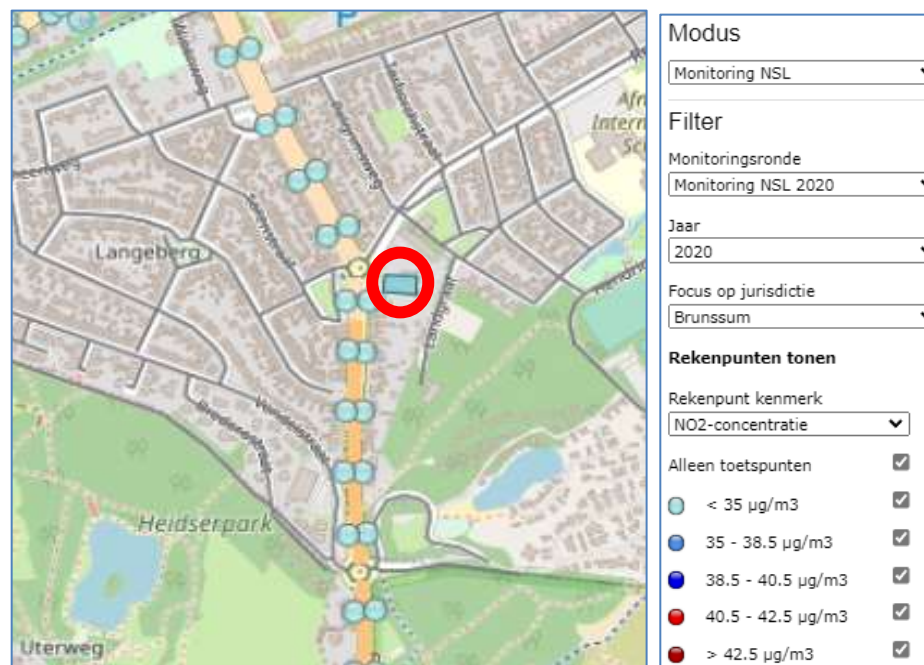 P
Langeberg
Heidserpark
Uterweg
Landgraaf
Modus
Monitoring NSL
Filter
Monitoringsronde
Monitoring NSL 2020
Jaar
2020
Focus op jurisdictie
Brunssum
Rekenpunten tonen
Rekenpunt kenmerk
NO2-concentratie
Alleen toetspunten
< 35 µg/m3
35 - 38.5 µg/m3
38.5 - 40.5 µg/m3
40.5 - 42.5 µg/m3
> 42.5 µg/m3